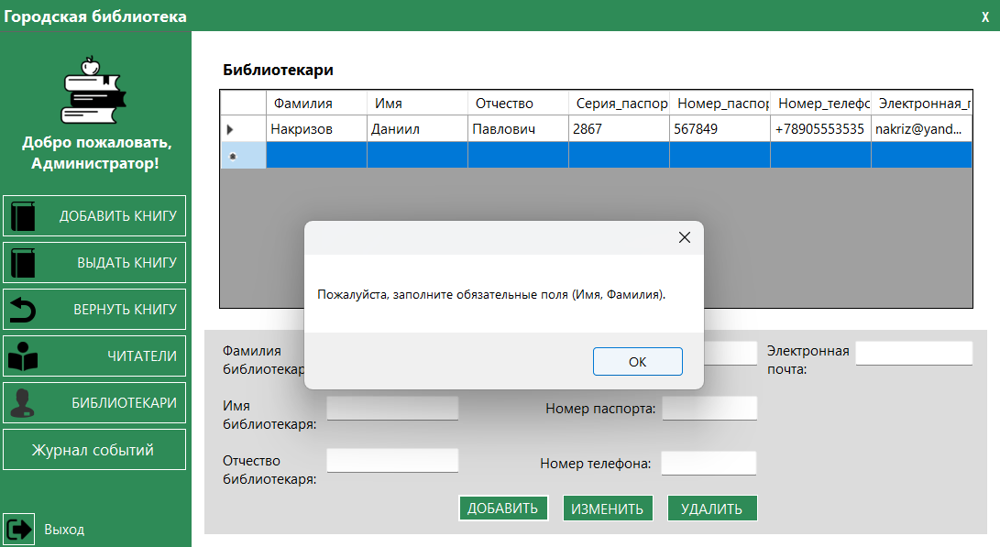 Городская библиотека
X
Добро пожаловать,
Администратор!
ДОБАВИТЬ КНИГУ
ВЫДАТЬ КНИГУ
ВЕРНУТЬ КНИГУ
ЧИТАТЕЛИ
БИБЛИОТЕКАРИ
Журнал событий
Выход
Библиотекари
Фамилия Имя Отчество Серия_паспор Номер_паспор Номер_телефо Электронная_п
Накризов Даниил Павлович 2867 567849 +78905553535 nakriz@yand...
Пожалуйста, заполните обязательные поля (Имя, Фамилия).
OK
Фамилия
библиотекар
Электронная
почта:
Имя
библиотекаря:
Номер паспорта:
Отчество
библиотекаря:
Номер телефона:
ДОБАВИТЬ ИЗМЕНИТЬ УДАЛИТЬ